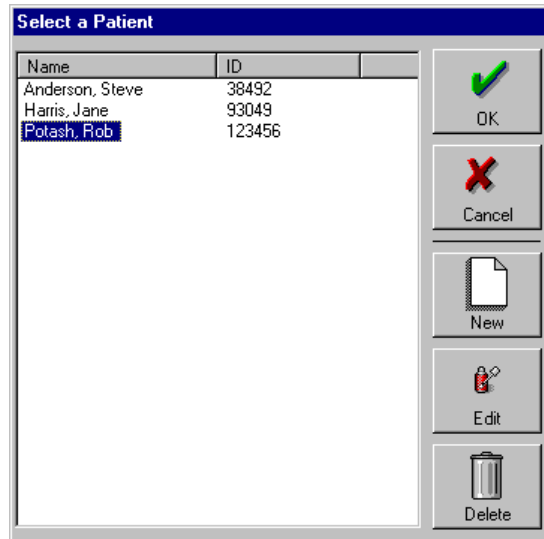 Select a Patient
Name ID
Anderson, Steve 38492
Harris, Jane 93049
Potash, Rob 123456
OK
Cancel
New
Edit
Delete